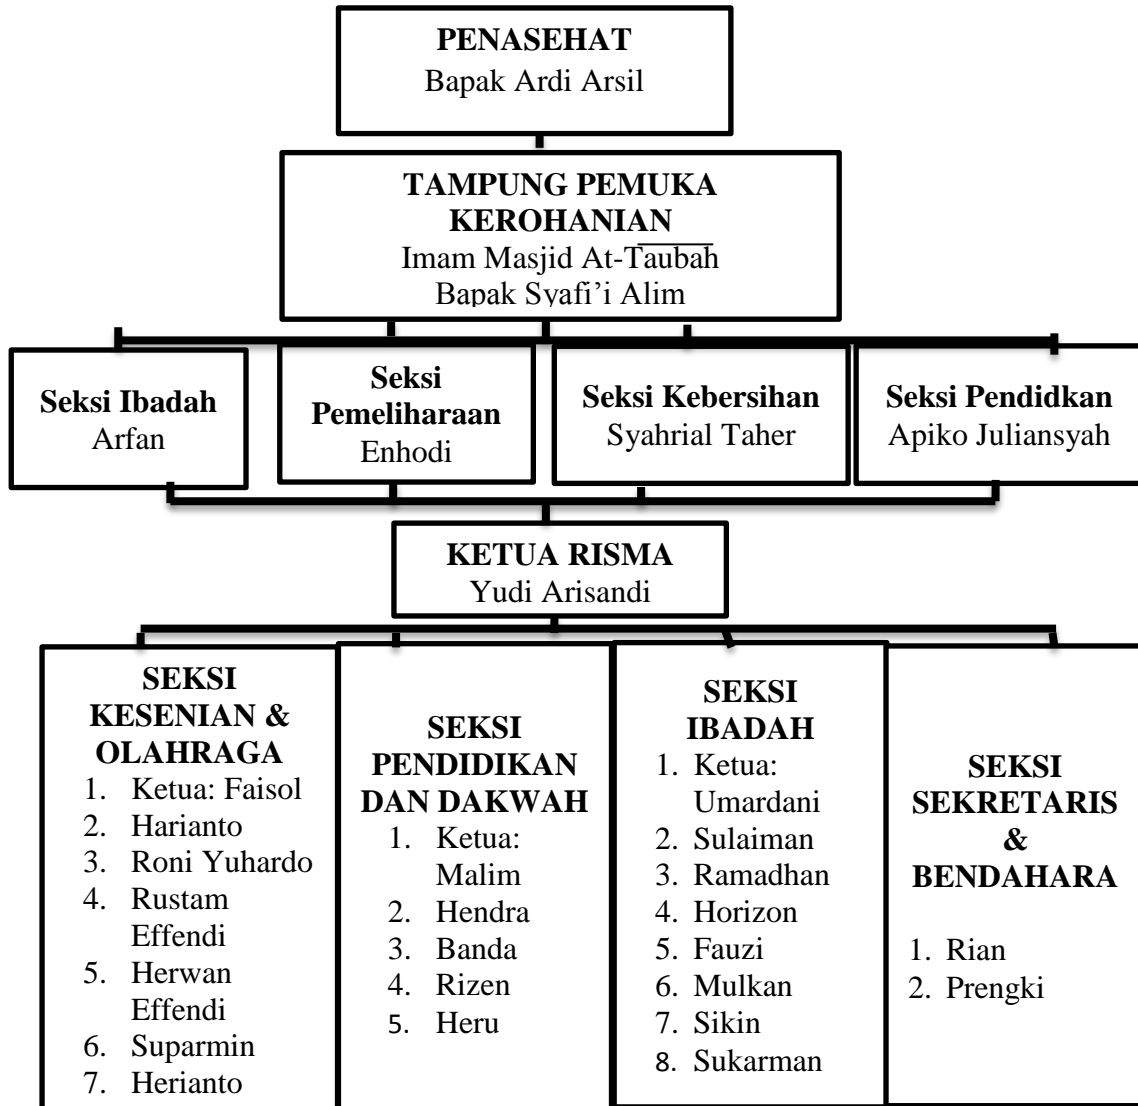 PENASEHAT
Bapak Ardi Arsil
TAMPUNG PEMUKA
KEROHANIAN
Imam Masjid At-Taubah
Bapak Syafi’i Alim
Seksi Ibadah
Arfan
Seksi
Pemeliharaan
Enhodi
Seksi Kebersihan
Syahrial Taher
Seksi Pendidkan
Apiko Juliansyah
KETUA RISMA
Yudi Arisandi
SEKSI
KESENIAN &
OLAHRAGA
1. Ketua: Faisol
2. Harianto
3. Roni Yuhardo
4. Rustam
Effendi
5. Herwan
Effendi
6. Suparmin
7. Herianto
SEKSI
PENDIDIKAN
DAN DAKWAH
1. Ketua:
Malim
2. Hendra
3. Banda
4. Rizen
5. Heru
SEKSI
IBADAH
1. Ketua:
Umardani
2. Sulaiman
3. Ramadhan
4. Horizon
5. Fauzi
6. Mulkan
7. Sikin
8. Sukarman
SEKSI
SEKRETARIS
&
BENDAHARA
1. Rian
2. Prengki